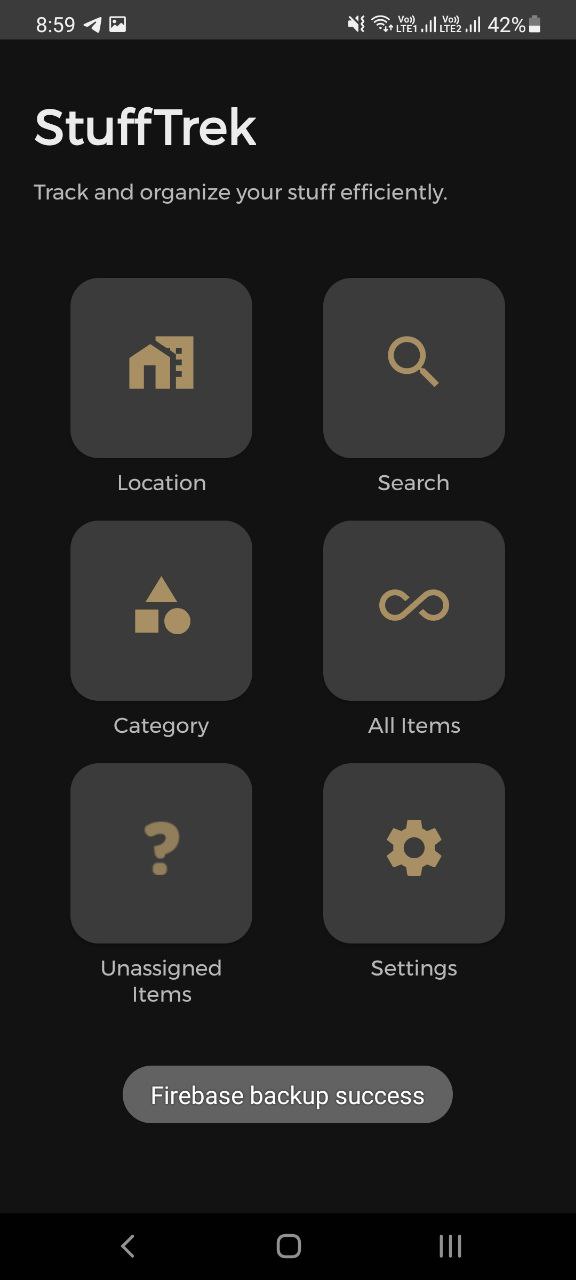 8:59 Vo)) LTE1 Vo)) LTE2 42%
StuffTrek
Track and organize your stuff efficiently.
Location Search
Category All Items
?
Unassigned Settings
Items
Firebase backup success